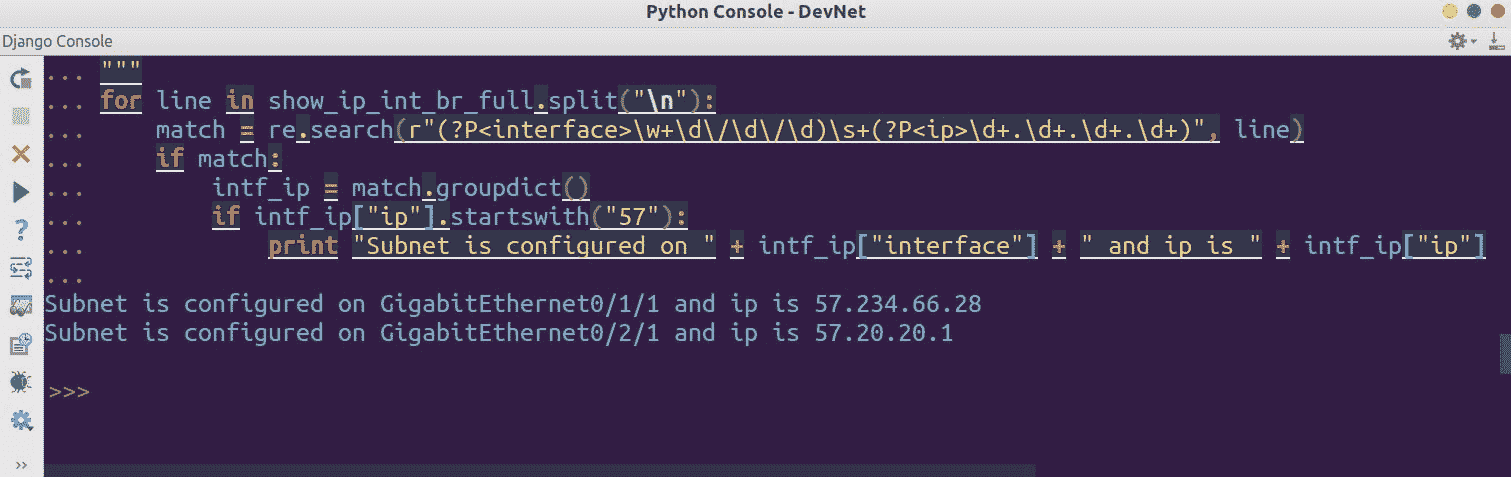 Python Console - DevNet
Django Console
... """
... for line in show_ip_int_br_full.split("\n"):
...     match = re.search(r"(?P<interface>\w+\d\/\d\/\d)\s+(?P<ip>\d+.\d+.\d+.\d+)", line)
...     if match:
...         intf_ip = match.groupdict()
...         if intf_ip["ip"].startswith("57"):
...             print "Subnet is configured on " + intf_ip["interface"] + " and ip is " + intf_ip["ip"]
...
Subnet is configured on GigabitEthernet0/1/1 and ip is 57.234.66.28
Subnet is configured on GigabitEthernet0/2/1 and ip is 57.20.20.1
>>>